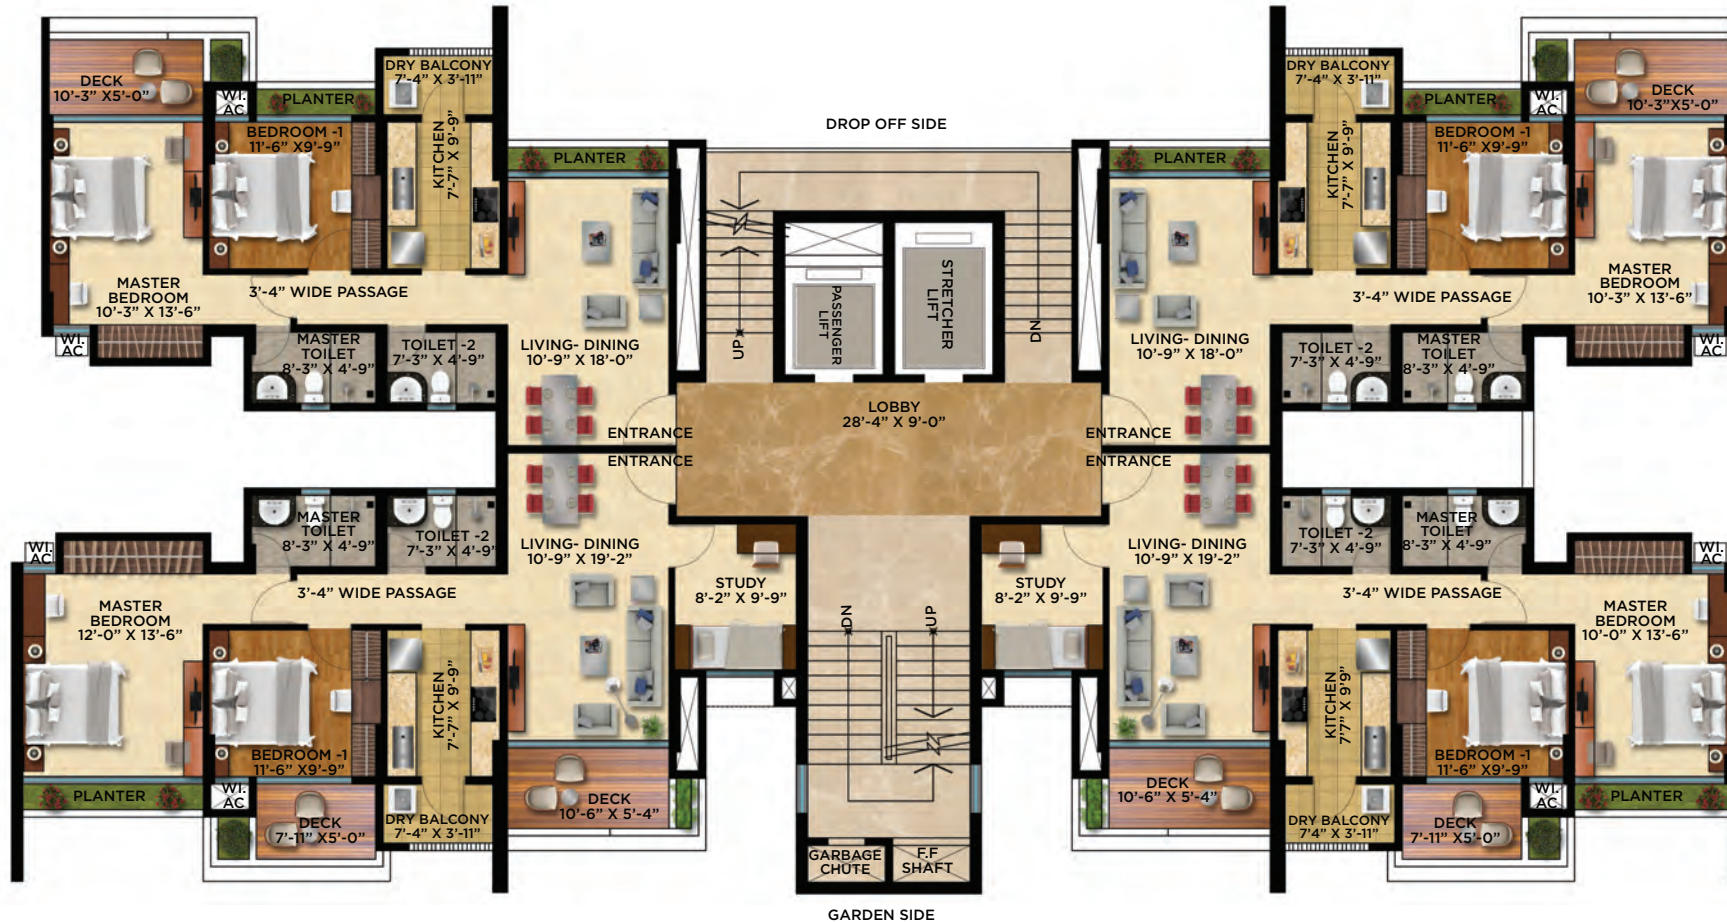 DECK
10'-3" X5'-0"
WI.
AC
PLANTER
DRY BALCONY
7'-4" X 3'-11"
BEDROOM -1
11'-6" X9'-9"
KITCHEN
7'-7" X 9'-9"
PLANTER
MASTER
BEDROOM
10'-3" X 13'-6"
3'-4" WIDE PASSAGE
WI.
AC
MASTER
TOILET
8'-3" X 4'-9"
TOILET -2
7'-3" X 4'-9"
LIVING- DINING
10'-9" X 18'-0"
ENTRANCE
DROP OFF SIDE
UP
PASSENGER
LIFT
STRETCHER
LIFT
DN
LOBBY
28'-4" X 9'-0"
DRY BALCONY
7'-4" X 3'-11"
PLANTER
WI.
AC
DECK
10'-3"X5'-0"
PLANTER
KITCHEN
7'-7" X 9'-9"
BEDROOM -1
11'-6" X9'-9"
MASTER
BEDROOM
10'-3" X 13'-6"
3'-4" WIDE PASSAGE
LIVING- DINING
10'-9" X 18'-0"
TOILET -2
7'-3" X 4'-9"
MASTER
TOILET
8'-3" X 4'-9"
WI.
AC
ENTRANCE
ENTRANCE
WI.
AC
MASTER
TOILET
8'-3" X 4'-9"
TOILET -2
7'-3" X 4'-9"
LIVING- DINING
10'-9" X 19'-2"
STUDY
8'-2" X 9'-9"
3'-4" WIDE PASSAGE
MASTER
BEDROOM
12'-0" X 13'-6"
KITCHEN
7'-7" X 9'-9"
BEDROOM -1
11'-6" X9'-9"
PLANTER
WI.
AC
DECK
7'-11" X5'-0"
DRY BALCONY
7'-4" X 3'-11"
DECK
10'-6" X 5'-4"
DN
UP
GARBAGE
CHUTE
F.F
SHAFT
ENTRANCE
LIVING- DINING
10'-9" X 19'-2"
STUDY
8'-2" X 9'-9"
TOILET -2
7'-3" X 4'-9"
MASTER
TOILET
8'-3" X 4'-9"
WI.
AC
3'-4" WIDE PASSAGE
MASTER
BEDROOM
10'-0" X 13'-6"
KITCHEN
7'7" X 9'9"
BEDROOM -1
11'-6" X9'-9"
DECK
10'-6" X 5'-4"
DRY BALCONY
7'4" X 3'-11"
DECK
7'-11" X5'-0"
WI.
AC
PLANTER
GARDEN SIDE